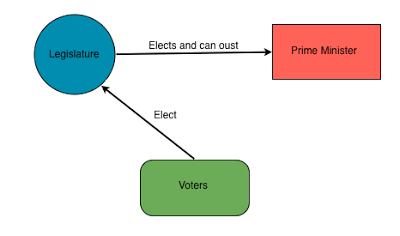 Legislature
Elects and can oust
Prime Minister
Elect
Voters